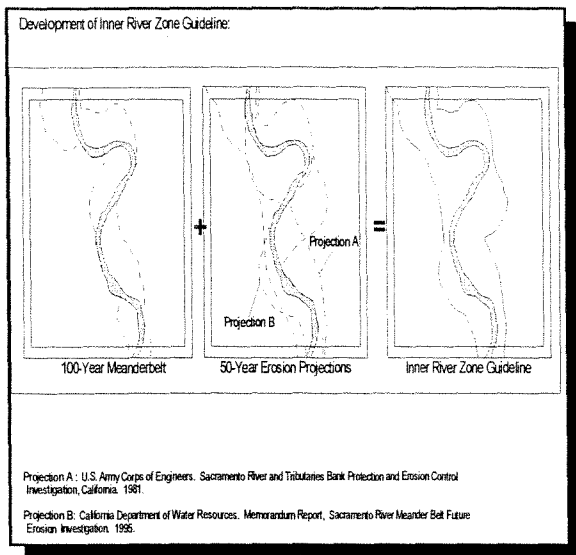 Development of Inner River Zone Guideline:
+
=
Projection A
Projection B
100-Year Meanderbelt
50-Year Erosion Projections
Inner River Zone Guideline
Projection A : U.S. Army Corps of Engineers. Sacramento River and Tributaries Bank Protection and Erosion Control
Investigation, California. 1981.
Projection B: California Department of Water Resources. Memorandum Report, Sacramento River Meander Belt Future
Erosion Investigation. 1995.